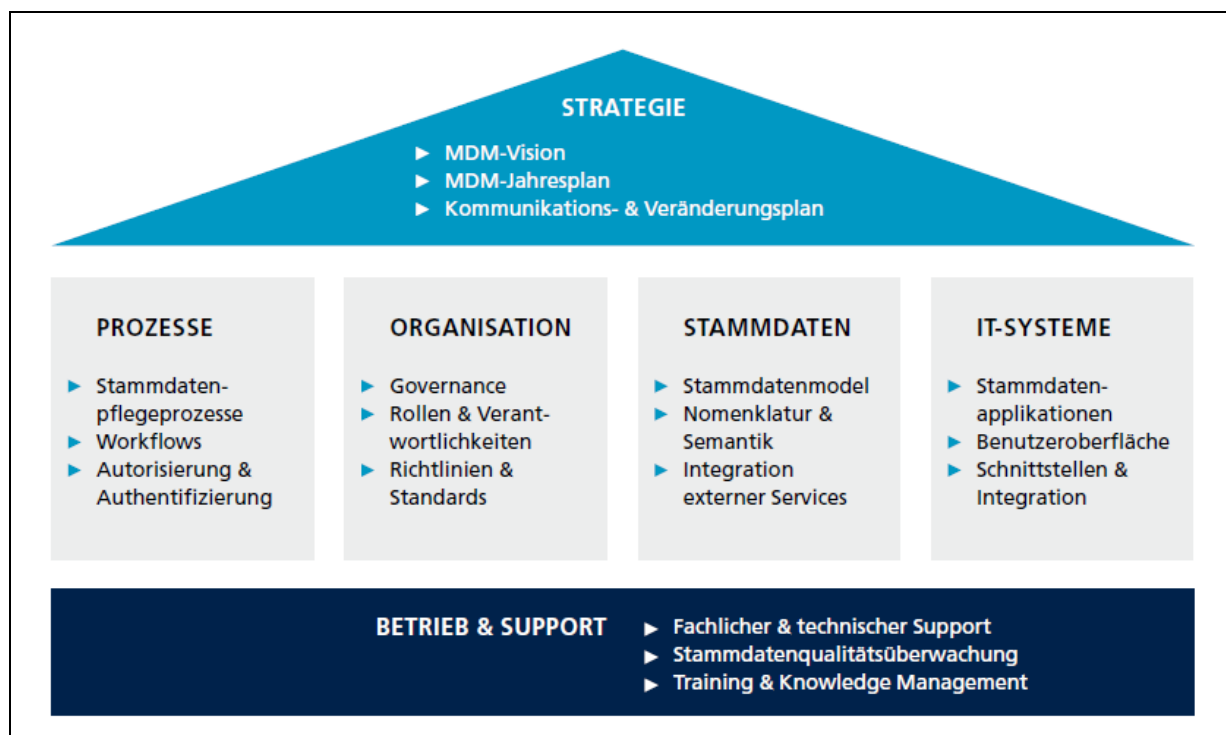 STRATEGIE
► MDM-Vision
► MDM-Jahresplan
► Kommunikations- & Veränderungsplan
PROZESSE
► Stammdaten-
pflegeprozesse
► Workflows
► Autorisierung &
Authentifizierung
ORGANISATION
► Governance
► Rollen & Verant-
wortlichkeiten
► Richtlinien &
Standards
STAMMDATEN
► Stammdatenmodel
► Nomenklatur &
Semantik
► Integration
externer Services
IT-SYSTEME
► Stammdaten-
applikationen
► Benutzeroberfläche
► Schnittstellen &
Integration
BETRIEB & SUPPORT
► Fachlicher & technischer Support
► Stammdatenqualitätsüberwachung
► Training & Knowledge Management